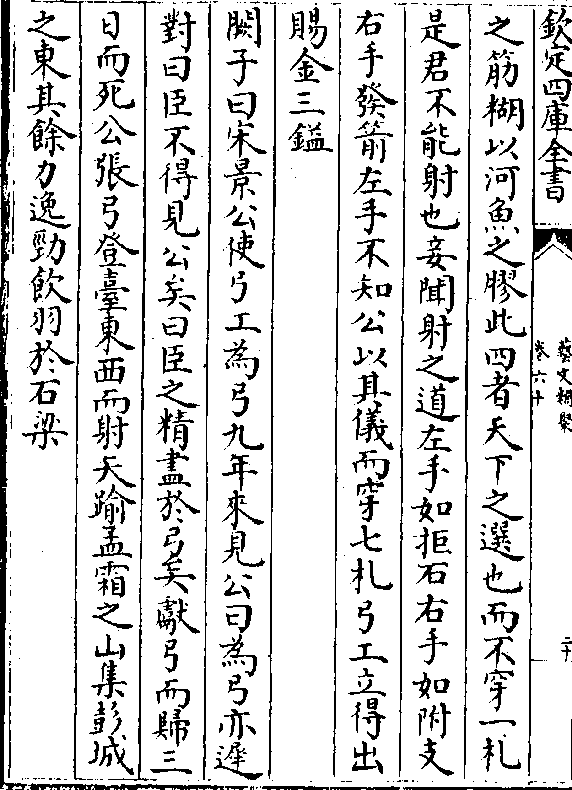 欽定四庫全書
藝文類聚
卷六十
之筋糊以河魚之膠此四者天下之選也而不穿一札
是君不能射也妾聞射之道左手如拒石右手如附支
右手發箭左手不知公以其儀而穿七札弓工立得出
賜金三鎰
闕子曰宋景公使弓工為弓九年來見公曰為弓亦遲
對曰臣不得見公矣曰臣之精盡於弓矣獻弓而歸三
日而死公張弓登臺東西而射矢踰孟霜之山集彭城
之東其餘力逸勁飲羽於石梁